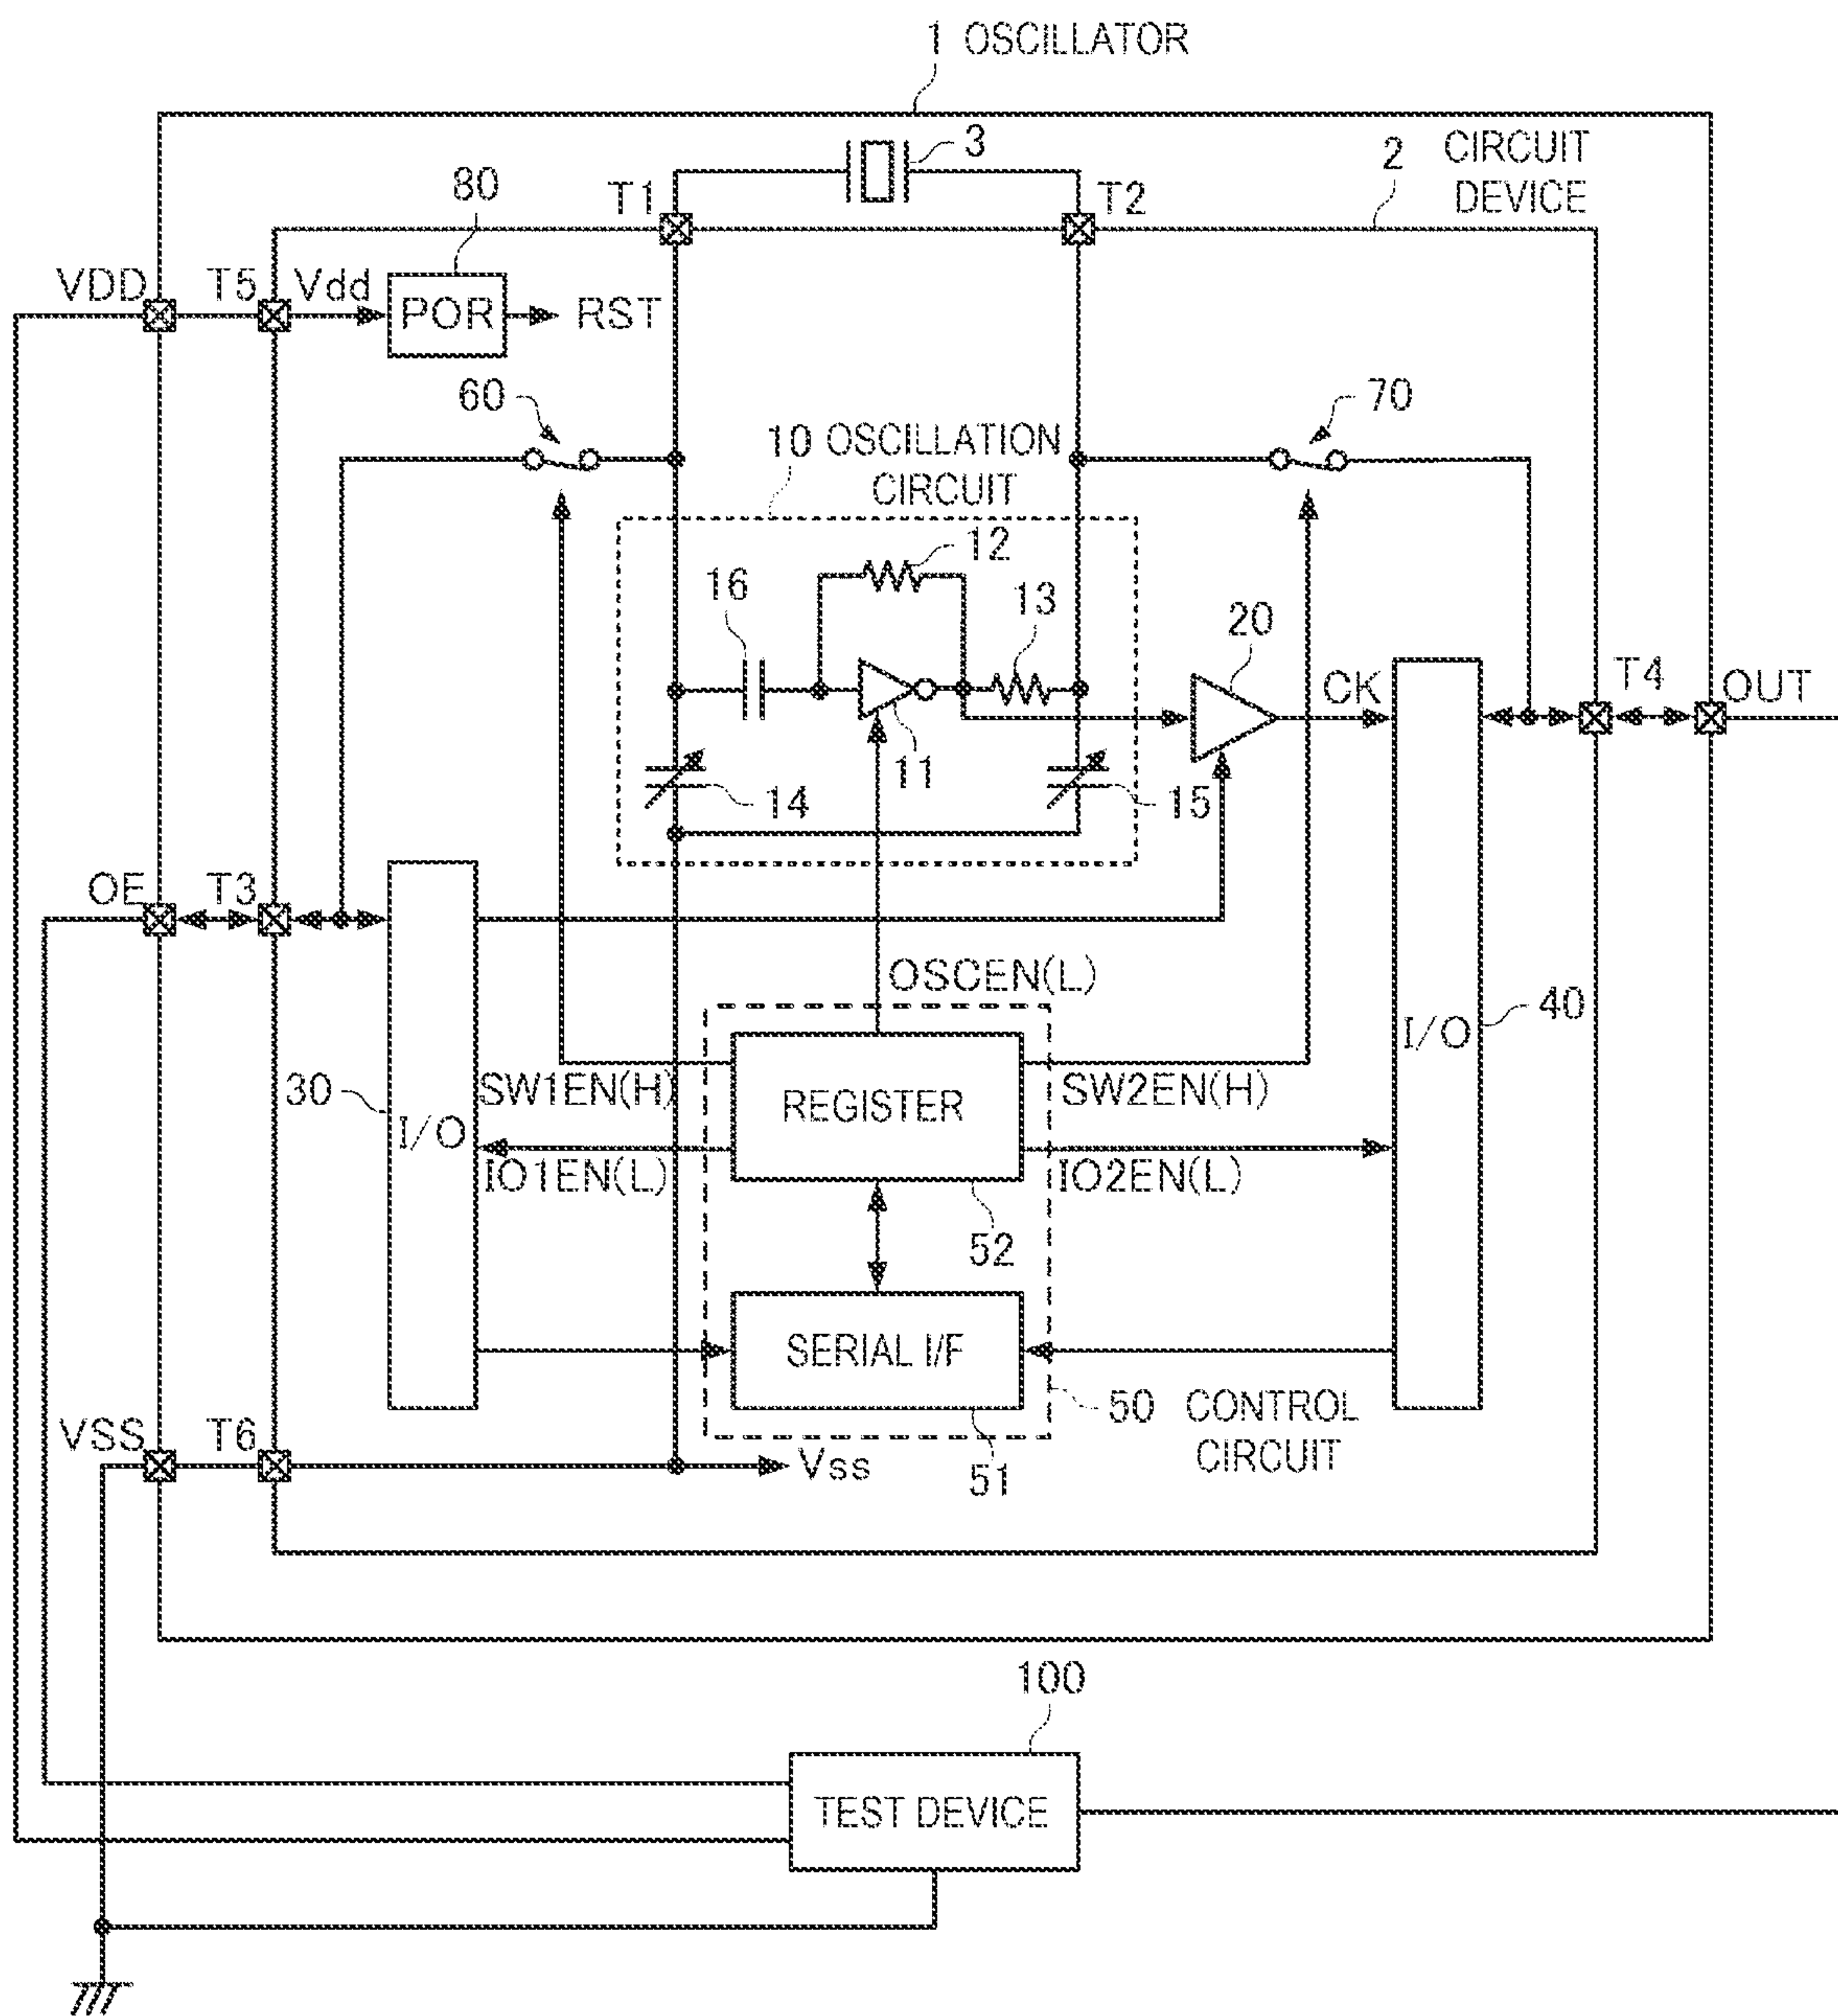 1 OSCILLATOR
3
2 CIRCUIT
DEVICE
80
T1
T2
VDD
T5
Vdd
POR
RST
60
70
10 OSCILLATION
CIRCUIT
12
16
13
20
CK
T4
OUT
11
14
15
OE
T3
OSCEN(L)
40
I/O
30
I/O
SW1EN(H)
REGISTER
SW2EN(H)
IO1EN(L)
IO2EN(L)
52
SERIAL I/F
50 CONTROL
CIRCUIT
VSS
T6
Vss
51
100
TEST DEVICE